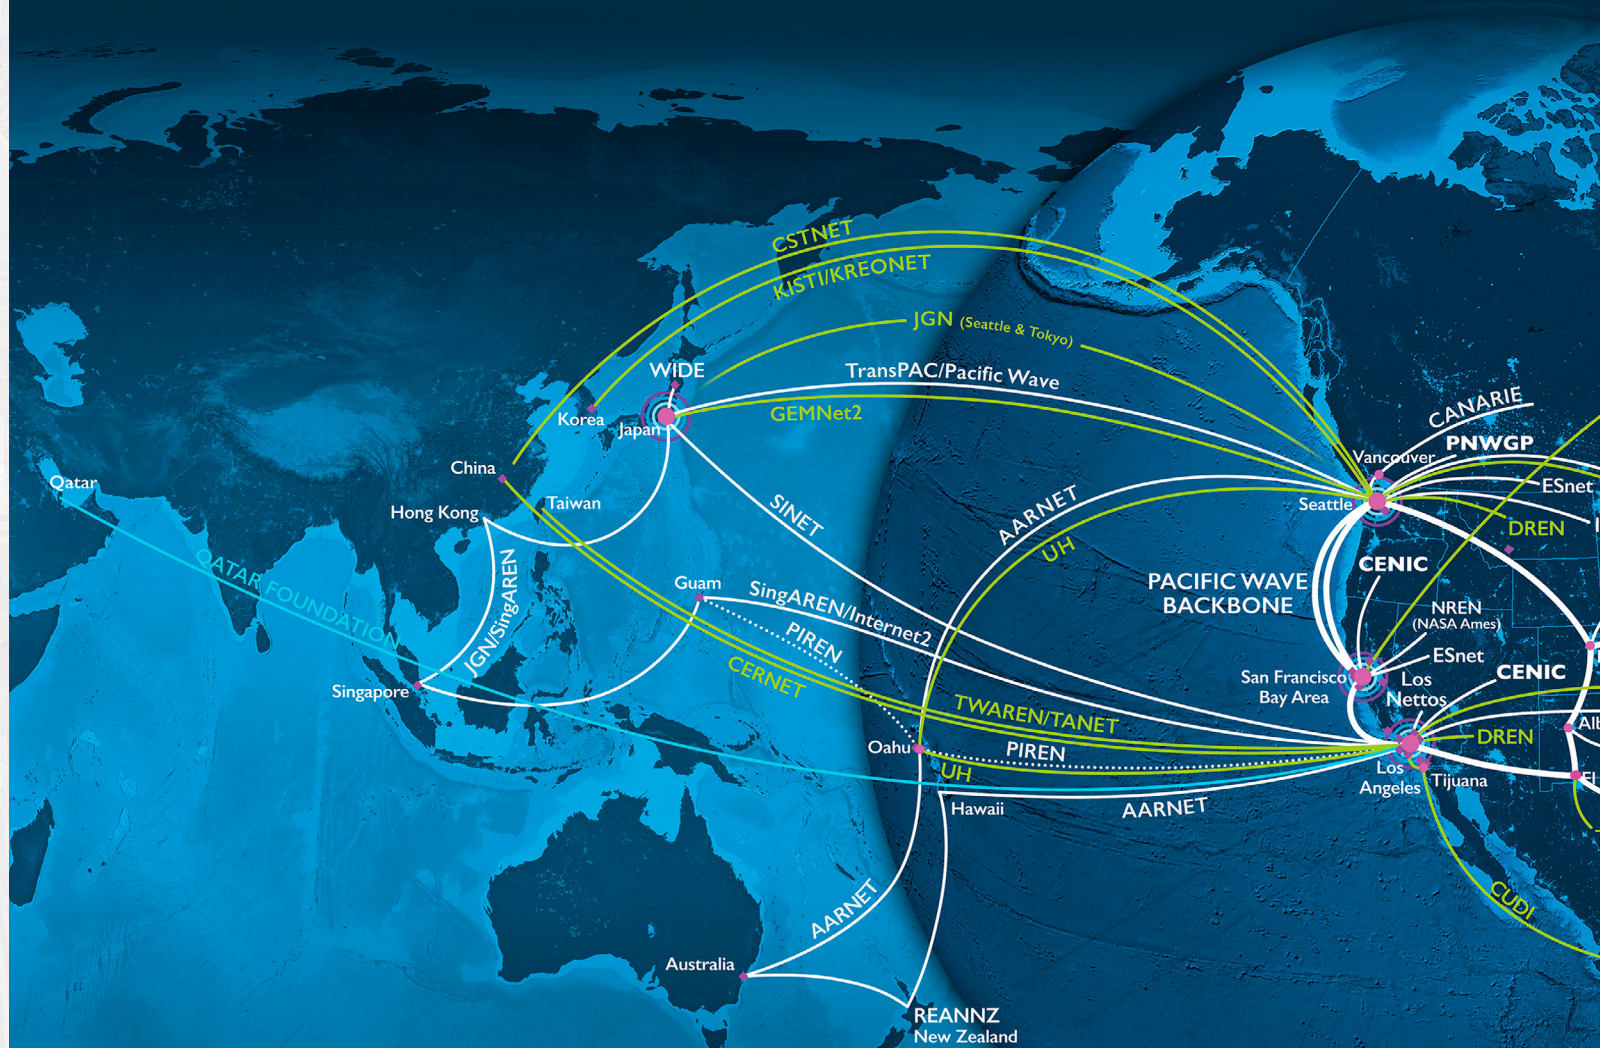 CSTNET
KISTI/KREONET
JGN (Seattle & Tokyo)
WIDE
TransPAC/Pacific Wave
GEMNet2
Korea
Japan
CANARIE
PNWGP
Vancouver
China
Qatar
ESnet
Seattle
Taiwan
Hong Kong
SINET
AARNET
DREN
UH
CENIC
QATAR FOUNDATION
JGN/SingAREN
Guam
SingAREN/Internet2
PACIFIC WAVE
BACKBONE
NREN
(NASA Ames)
PIREN
ESnet
CERNET
Singapore
San Francisco
Bay Area
Los
Nettos
CENIC
TWAREN/TANET
Oahu
PIREN
DREN
Alb
UH
Los
Angeles
Tijuana
El
Hawaii
AARNET
CUDI
AARNET
Australia
REANNZ
New Zealand